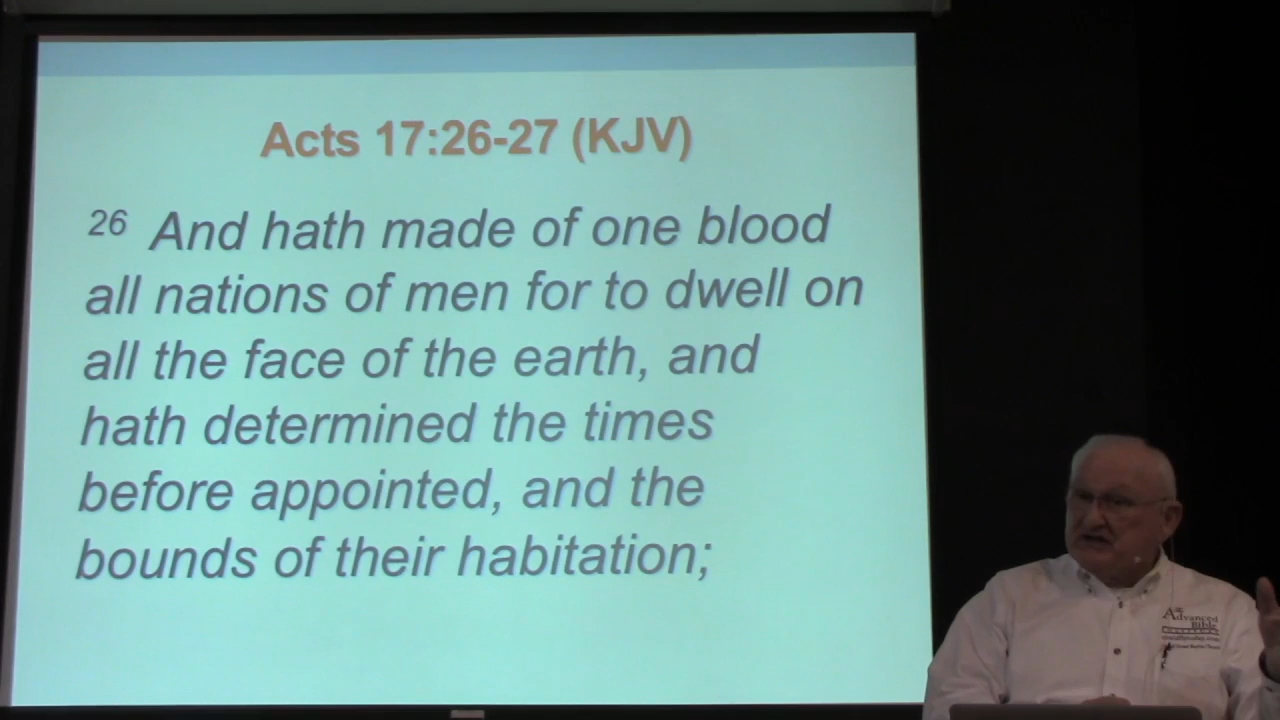 Acts 17:26-27 (KJV)
26 And hath made of one blood
all nations of men for to dwell on
all the face of the earth, and
hath determined the times
before appointed, and the
bounds of their habitation;
Advanced
Bible